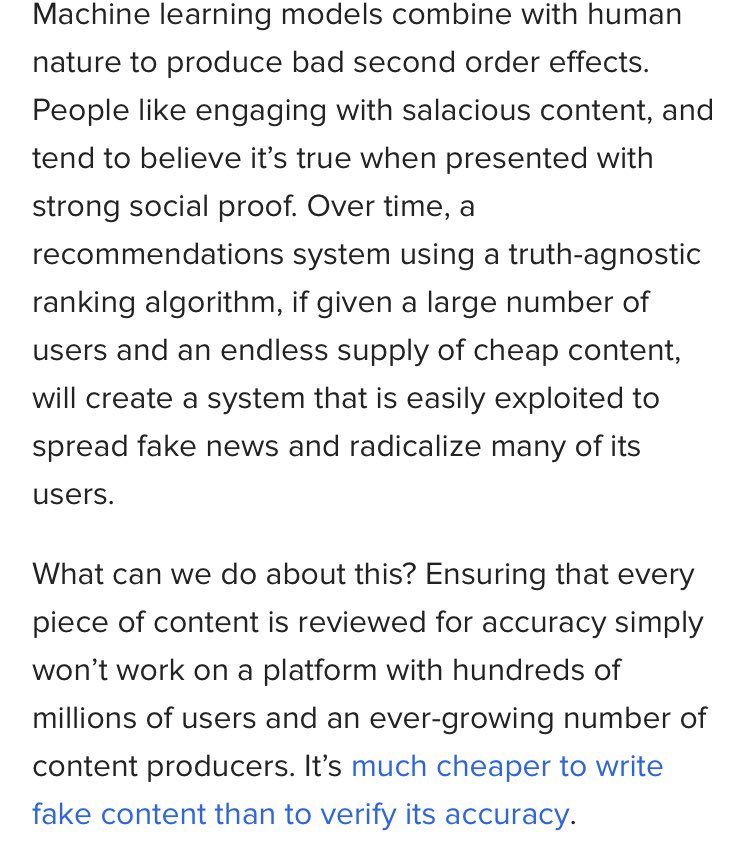 Machine learning models combine with human
nature to produce bad second order effects.
People like engaging with salacious content, and
tend to believe it’s true when presented with
strong social proof. Over time, a
recommendations system using a truth-agnostic
ranking algorithm, if given a large number of
users and an endless supply of cheap content,
will create a system that is easily exploited to
spread fake news and radicalize many of its
users.
What can we do about this? Ensuring that every
piece of content is reviewed for accuracy simply
won’t work on a platform with hundreds of
millions of users and an ever-growing number of
content producers. It’s much cheaper to write
fake content than to verify its accuracy.